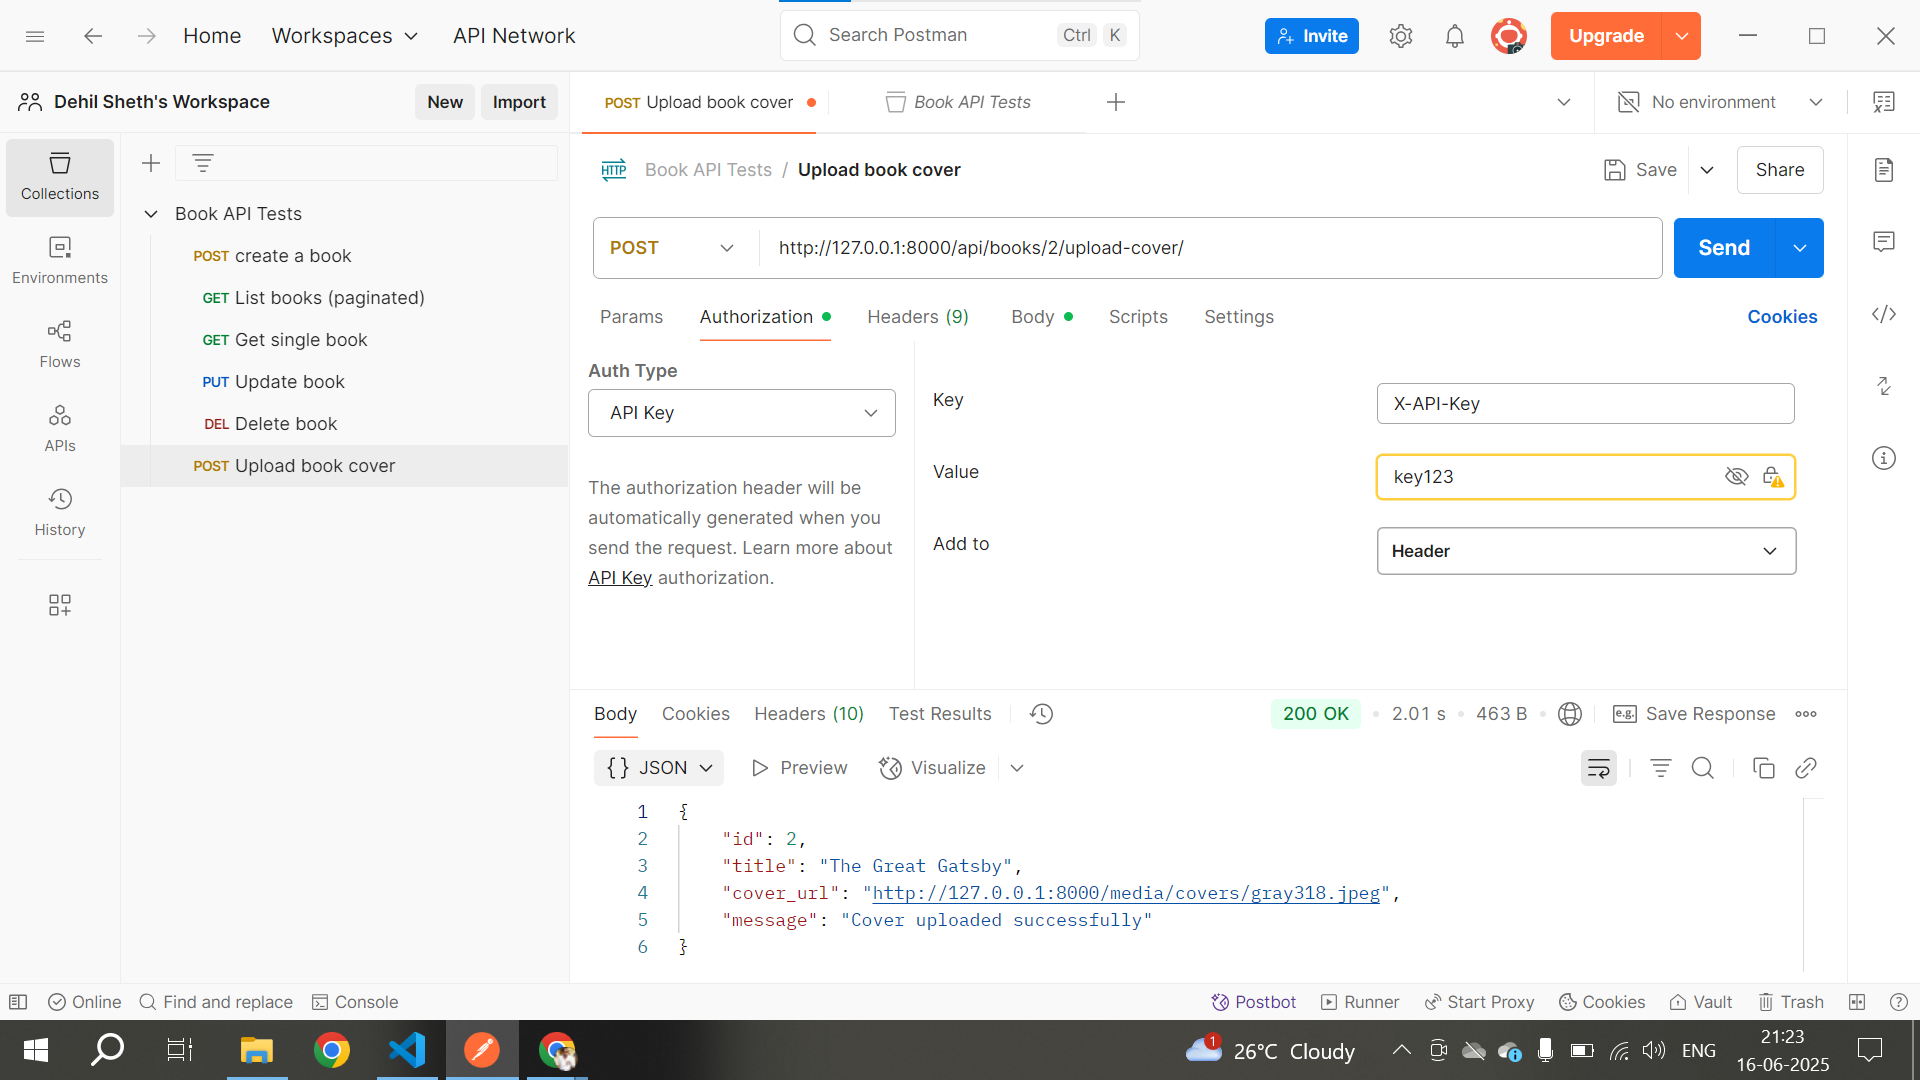 Home Workspaces API Network Search Postman Ctrl K Invite Upgrade
Dehil Sheth's Workspace New Import POST Upload book cover Book API Tests No environment
Collections
Environments
Flows
APIs
History
Book API Tests
POST create a book
GET List books (paginated)
GET Get single book
PUT Update book
DEL Delete book
POST Upload book cover
HTTP Book API Tests / Upload book cover Save Share
POST http://127.0.0.1:8000/api/books/2/upload-cover/ Send
Params Authorization Headers (9) Body Scripts Settings Cookies
Auth Type
API Key
The authorization header will be
automatically generated when you
send the request. Learn more about
API Key authorization.
Key X-API-Key
Value key123
Add to Header
Body Cookies Headers (10) Test Results 200 OK 2.01 s 463 B e.g. Save Response
{} JSON Preview Visualize
1 {
2 "id": 2,
3 "title": "The Great Gatsby",
4 "cover_url": "http://127.0.0.1:8000/media/covers/gray318.jpeg",
5 "message": "Cover uploaded successfully"
6 }
Online Find and replace Console Postbot Runner Start Proxy Cookies Vault Trash
1 26°C Cloudy ENG 21:23
16-06-2025